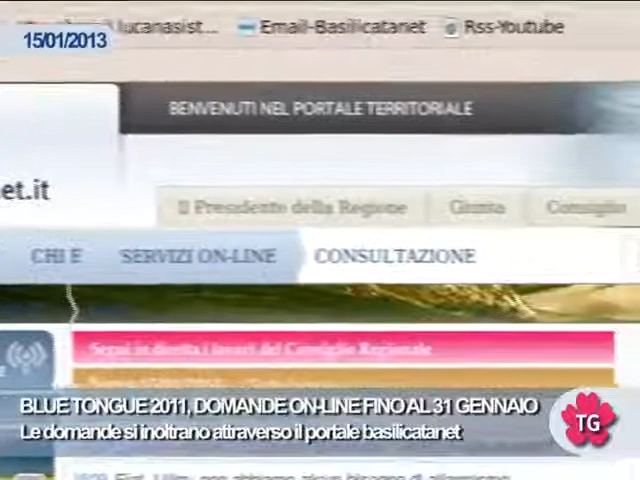 lucanasist... Email-Basilicatanet Rss-Youtube
15/01/2013
BENVENUTI NEL PORTALE TERRITORIALE
et.it
Il Presidente della Regione Giunta Consiglio
CHI E SERVIZI ON-LINE CONSULTAZIONE
Segui in diretta i lavori del Consiglio Regionale
BLUE TONGUE 2011, DOMANDE ON-LINE FINO AL 31 GENNAIO
TG
Le domande si inoltrano attraverso il portale basilicatanet